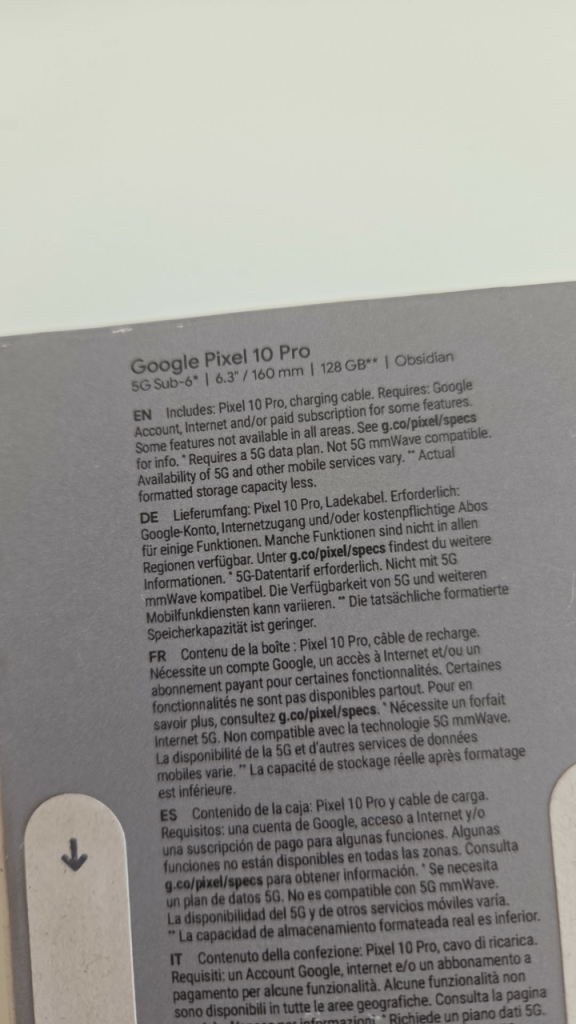 Google Pixel 10 Pro
5G Sub-6* | 6.3" / 160 mm | 128 GB** | Obsidian
EN Includes: Pixel 10 Pro, charging cable. Requires: Google
Account, Internet and/or paid subscription for some features.
Some features not available in all areas. See g.co/pixel/specs
for info. * Requires a 5G data plan. Not 5G mmWave compatible.
Availability of 5G and other mobile services vary. ** Actual
formatted storage capacity less.
DE Lieferumfang: Pixel 10 Pro, Ladekabel. Erforderlich:
Google-Konto, Internetzugang und/oder kostenpflichtige Abos
für einige Funktionen. Manche Funktionen sind nicht in allen
Regionen verfügbar. Unter g.co/pixel/specs findest du weitere
Informationen. * 5G-Datentarif erforderlich. Nicht mit 5G
mmWave kompatibel. Die Verfügbarkeit von 5G und weiteren
Mobilfunkdiensten kann variieren. ** Die tatsächliche formatierte
Speicherkapazität ist geringer.
FR Contenu de la boîte : Pixel 10 Pro, câble de recharge.
Nécessite un compte Google, un accès à Internet et/ou un
abonnement payant pour certaines fonctionnalités. Certaines
fonctionnalités ne sont pas disponibles partout. Pour en
savoir plus, consultez g.co/pixel/specs. * Nécessite un forfait
Internet 5G. Non compatible avec la technologie 5G mmWave.
La disponibilité de la 5G et d'autres services de données
mobiles varie. ** La capacité de stockage réelle après formatage
est inférieure.
ES Contenido de la caja: Pixel 10 Pro y cable de carga.
Requisitos: una cuenta de Google, acceso a Internet y/o
una suscripción de pago para algunas funciones. Algunas
funciones no están disponibles en todas las zonas. Consulta
g.co/pixel/specs para obtener información. * Se necesita
un plan de datos 5G. No es compatible con 5G mmWave.
La disponibilidad del 5G y de otros servicios móviles varía.
** La capacidad de almacenamiento formateada real es inferior.
IT Contenuto della confezione: Pixel 10 Pro, cavo di ricarica.
Requisiti: un Account Google, internet e/o un abbonamento a
pagamento per alcune funzionalità. Alcune funzionalità non
sono disponibili in tutte le aree geografiche. Consulta la pagina
per informazioni. * Richiede un piano dati 5G.